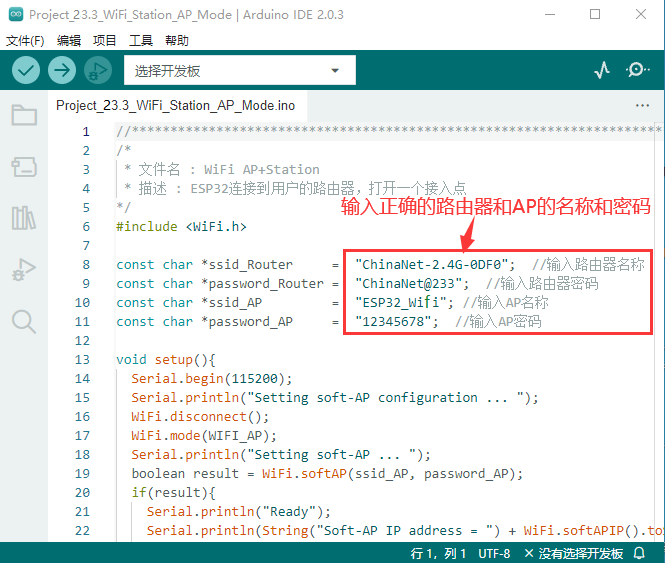 Project_23.3_WiFi_Station_AP_Mode | Arduino IDE 2.0.3
文件(F) 编辑 项目 工具 帮助
选择开发板
Project_23.3_WiFi_Station_AP_Mode.ino
1 //**********************************************************************
2 /*
3 * 文件名 : WiFi AP+Station
4 * 描述 : ESP32连接到用户的路由器，打开一个接入点
5 */
输入正确的路由器和AP的名称和密码
6 #include <WiFi.h>
7
8 const char *ssid_Router = "ChinaNet-2.4G-0DF0"; //输入路由器名称
9 const char *password_Router = "ChinaNet@233"; //输入路由器密码
10 const char *ssid_AP = "ESP32_Wifi"; //输入AP名称
11 const char *password_AP = "12345678"; //输入AP密码
12
13 void setup(){
14 Serial.begin(115200);
15 Serial.println("Setting soft-AP configuration ... ");
16 WiFi.disconnect();
17 WiFi.mode(WIFI_AP);
18 Serial.println("Setting soft-AP ... ");
19 boolean result = WiFi.softAP(ssid_AP, password_AP);
20 if(result){
21 Serial.println("Ready");
22 Serial.println(String("Soft-AP IP address = ") + WiFi.softAPIP().to
行 1，列 1 UTF-8 × 没有选择开发板